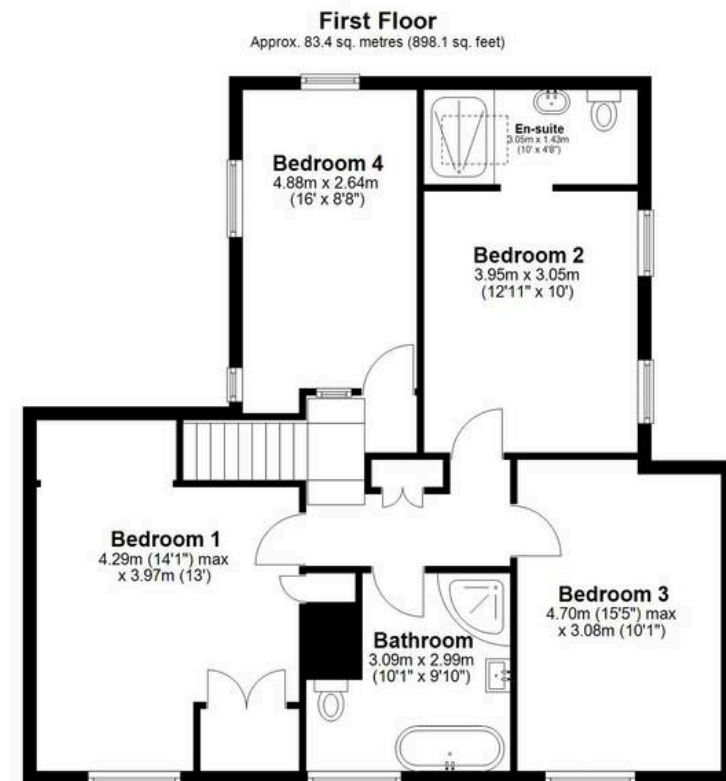 First Floor
Approx. 83.4 sq. metres (898.1 sq. feet)
En-suite
3.05m x 1.43m
(10' x 4'8")
Bedroom 4
4.88m x 2.64m
(16' x 8'8")
Bedroom 2
3.95m x 3.05m
(12'11" x 10')
Bedroom 1
4.29m (14'1") max
x 3.97m (13')
Bedroom 3
4.70m (15'5") max
x 3.08m (10'1")
Bathroom
3.09m x 2.99m
(10'1" x 9'10")